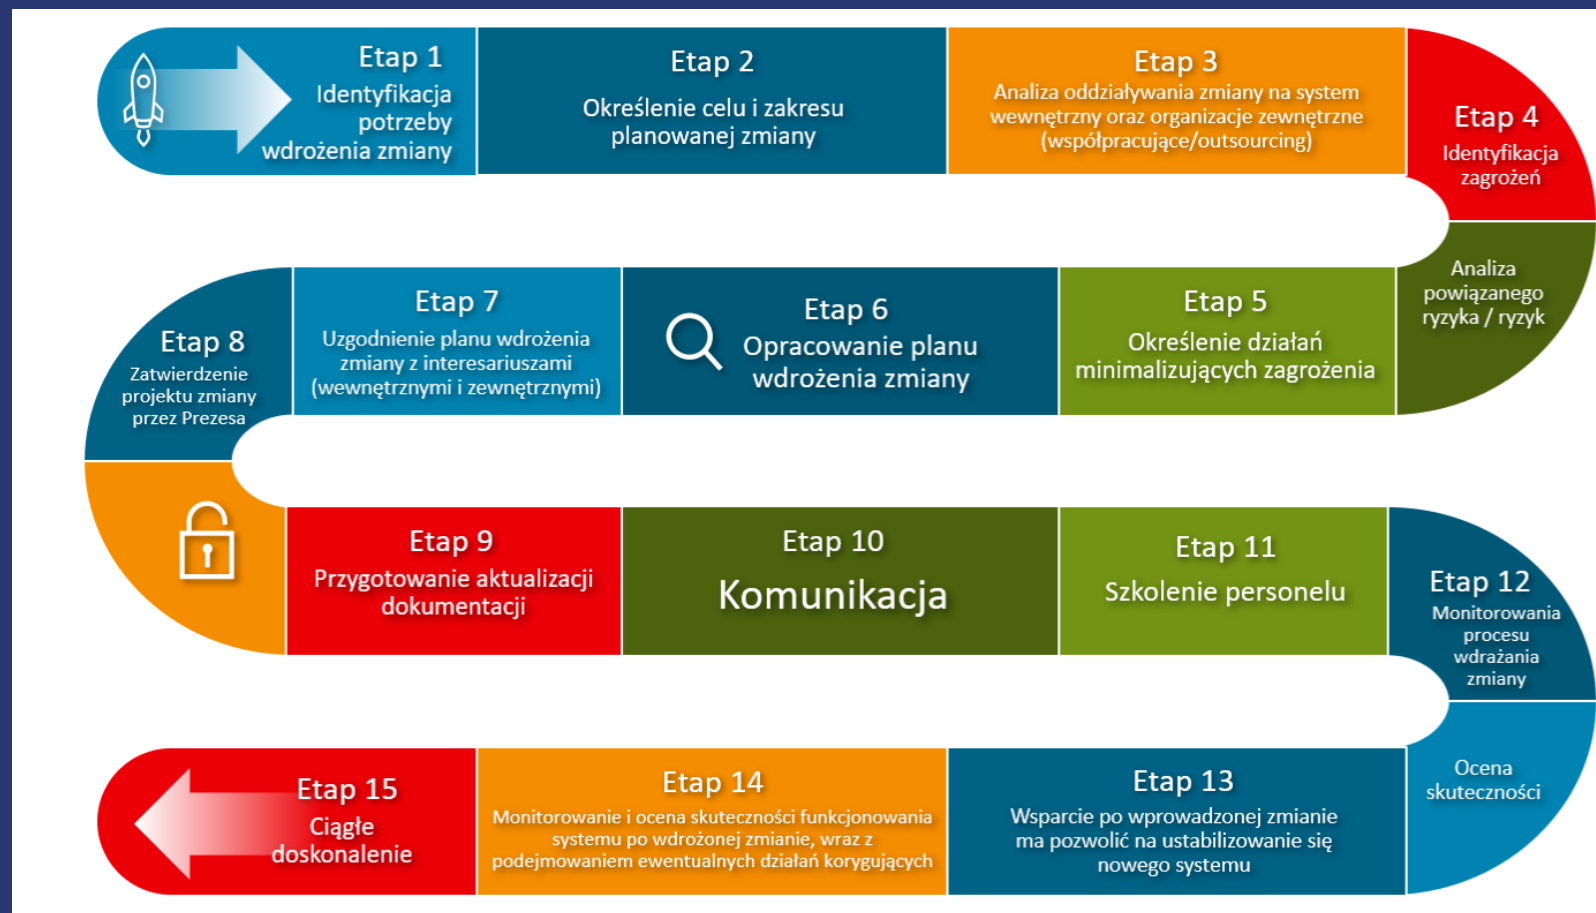 Etap 1
Identyfikacja
potrzeby
wdrożenia zmiany
Etap 2
Określenie celu i zakresu
planowanej zmiany
Etap 3
Analiza oddziaływania zmiany na system
wewnętrzny oraz organizacje zewnętrzne
(współpracujące/outsourcing)
Etap 4
Identyfikacja
zagrożeń
Analiza
powiązanego
ryzyka / ryzyk
Etap 5
Określenie działań
minimalizujących zagrożenia
Etap 6
Opracowanie planu
wdrożenia zmiany
Etap 7
Uzgodnienie planu wdrożenia
zmiany z interesariuszami
(wewnętrznymi i zewnętrznymi)
Etap 8
Zatwierdzenie
projektu zmiany
przez Prezesa
Etap 9
Przygotowanie aktualizacji
dokumentacji
Etap 10
Komunikacja
Etap 11
Szkolenie personelu
Etap 12
Monitorowania
procesu
wdrażania
zmiany
Ocena
skuteczności
Etap 13
Wsparcie po wprowadzonej zmianie
ma pozwolić na ustabilizowanie się
nowego systemu
Etap 14
Monitorowanie i ocena skuteczności funkcjonowania
systemu po wdrożonej zmianie, wraz z
podejmowaniem ewentualnych działań korygujących
Etap 15
Ciągłe
doskonalenie